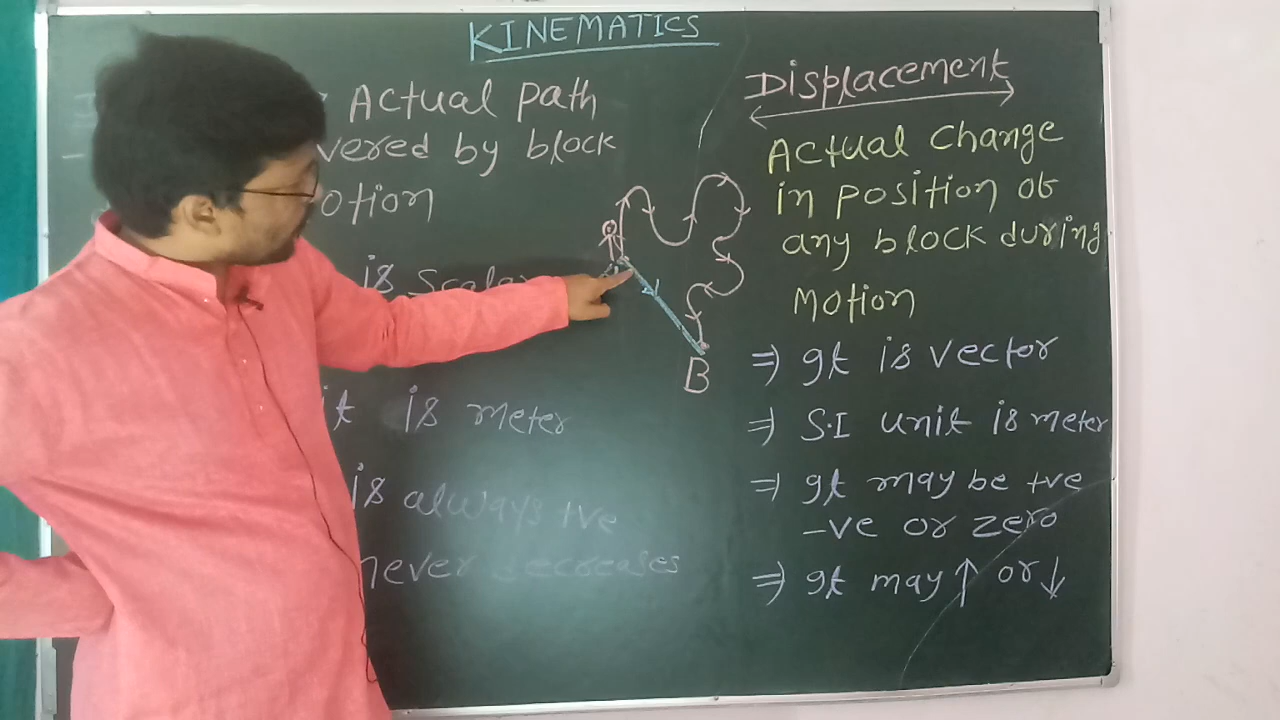 KINEMATICS
Actual path
vered by block
otion
is Scalar
it is meter
is always +ve
never decreases
B
Displacement
Actual Change
in position of
any block during
Motion
⇒ It is vector
⇒ S.I unit is meter
⇒ It may be +ve
-ve or zero
⇒ It may ↑ or ↓